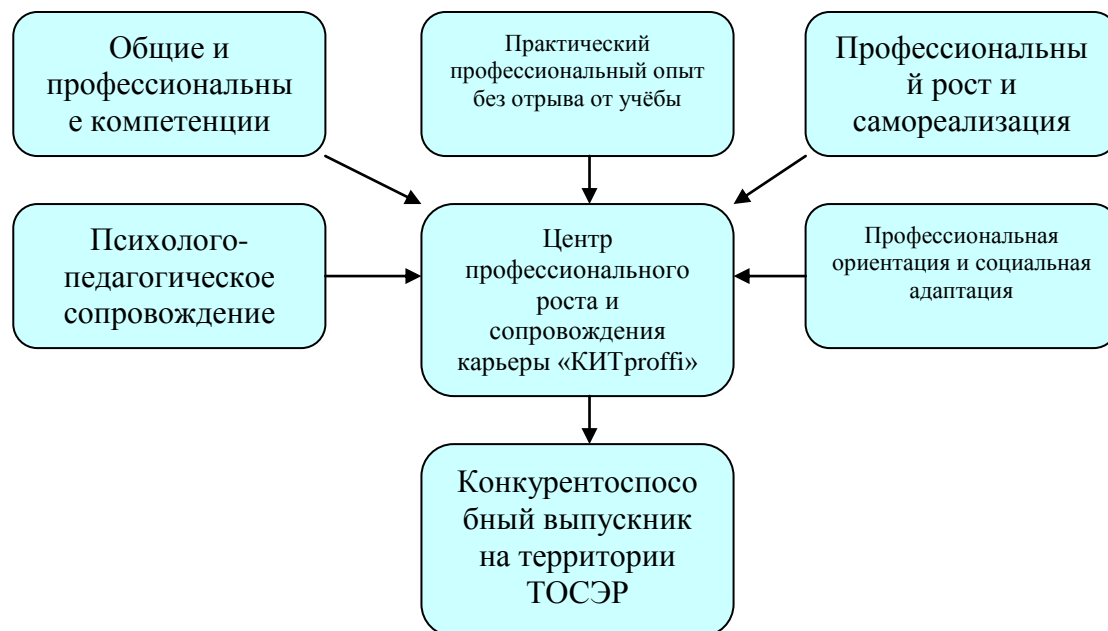 Общие и
профессиональны
е компетенции
Практический
профессиональный опыт
без отрыва от учёбы
Профессиональны
й рост и
самореализация
Психолого-
педагогическое
сопровождение
Центр
профессионального
роста и
сопровождения
карьеры «КИТproffi»
Профессиональная
ориентация и социальная
адаптация
Конкурентоспосо
бный выпускник
на территории
ТОСЭР